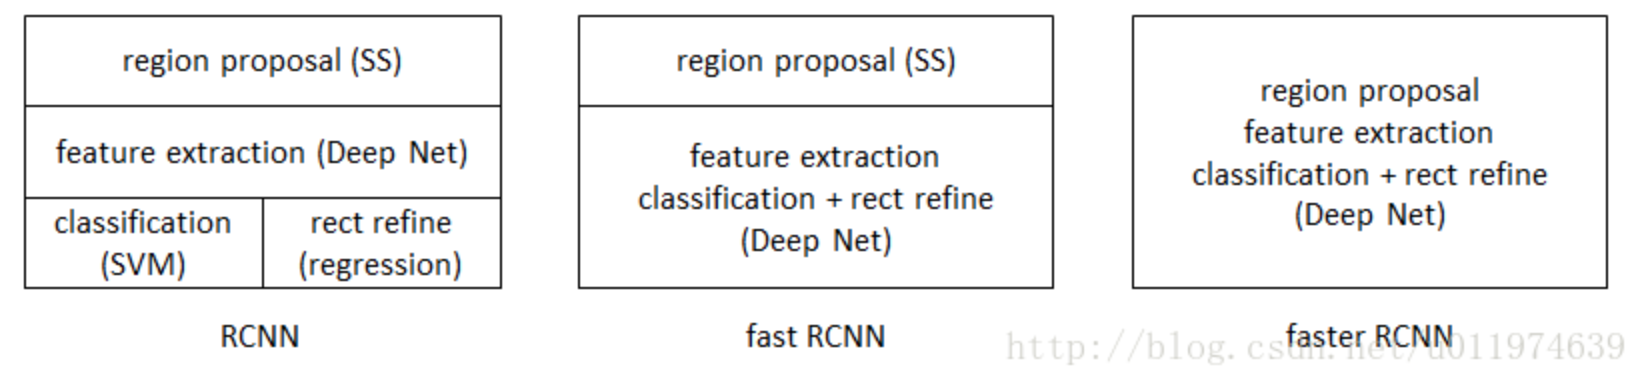 region proposal (SS)
feature extraction (Deep Net)
classification
(SVM)
rect refine
(regression)
RCNN
region proposal (SS)
feature extraction
classification + rect refine
(Deep Net)
fast RCNN
region proposal
feature extraction
classification + rect refine
(Deep Net)
faster RCNN
http://blog.csdn.net/u011974639